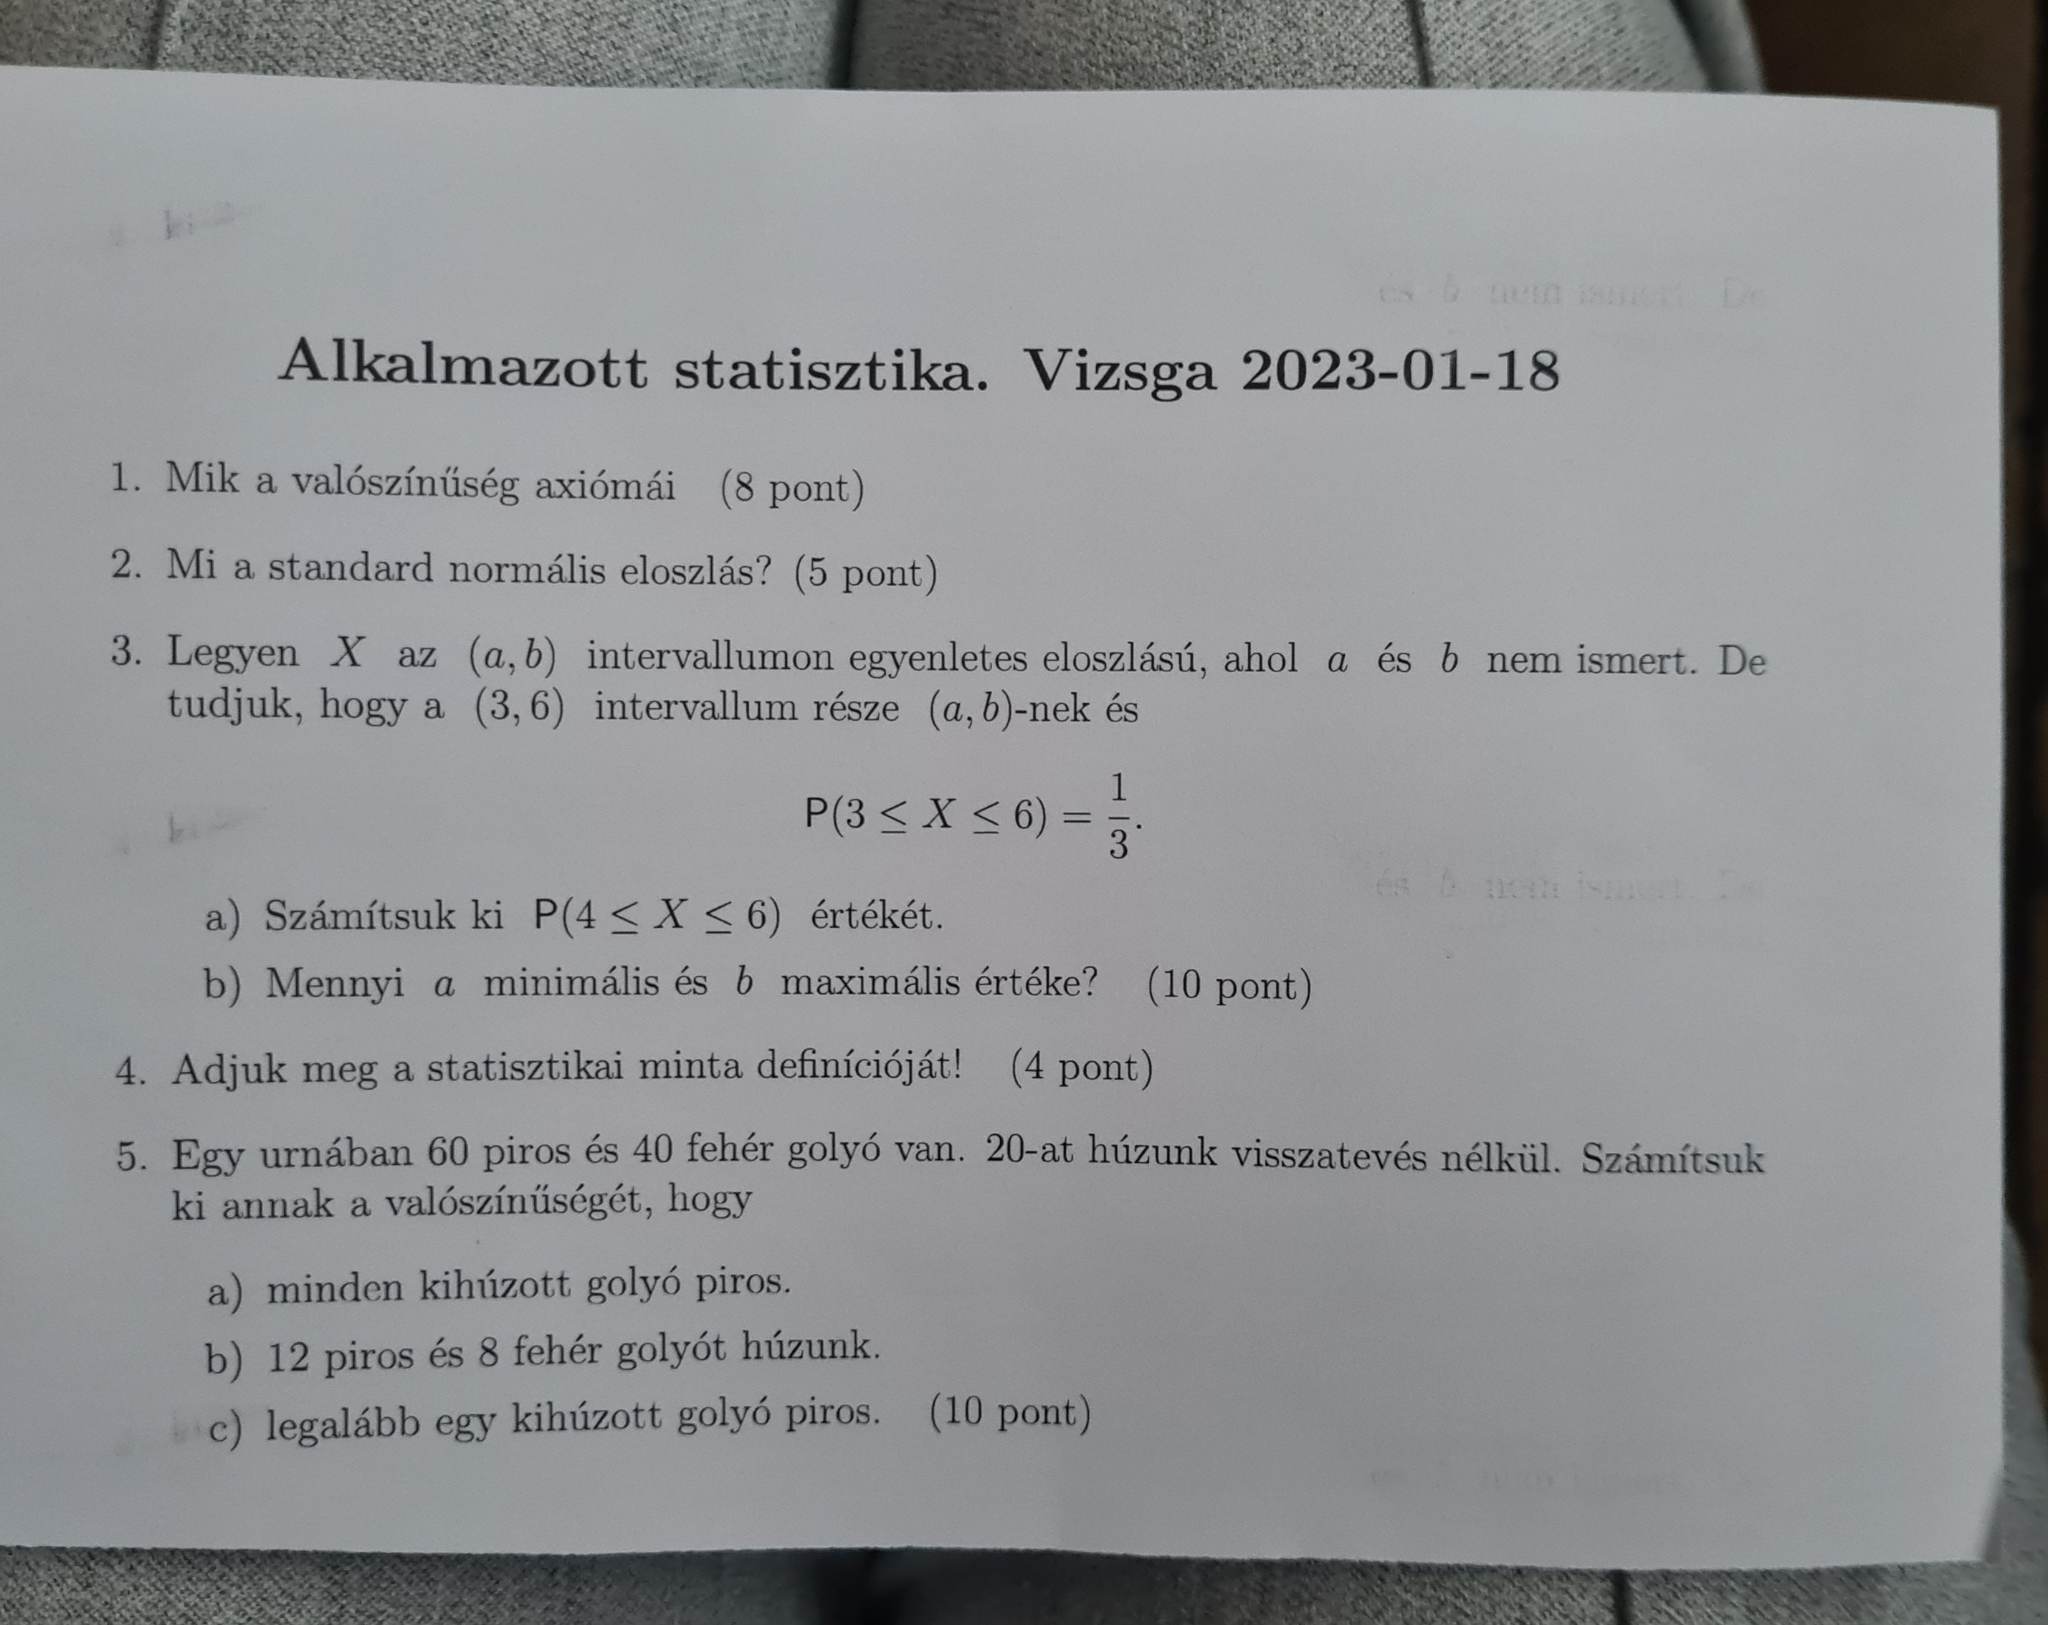 Alkalmazott statisztika. Vizsga 2023-01-18
1. Mik a valószínűség axiómái (8 pont)
2. Mi a standard normális eloszlás? (5 pont)
3. Legyen X az (a, b) intervallumon egyenletes eloszlású, ahol a és b nem ismert. De
tudjuk, hogy a (3, 6) intervallum része (a, b)-nek és
P(3 ≤ X ≤ 6) = 1/3.
a) Számítsuk ki P(4 ≤ X ≤ 6) értékét.
b) Mennyi a minimális és b maximális értéke? (10 pont)
4. Adjuk meg a statisztikai minta definícióját! (4 pont)
5. Egy urnában 60 piros és 40 fehér golyó van. 20-at húzunk visszatevés nélkül. Számítsuk
ki annak a valószínűségét, hogy
a) minden kihúzott golyó piros.
b) 12 piros és 8 fehér golyót húzunk.
c) legalább egy kihúzott golyó piros. (10 pont)